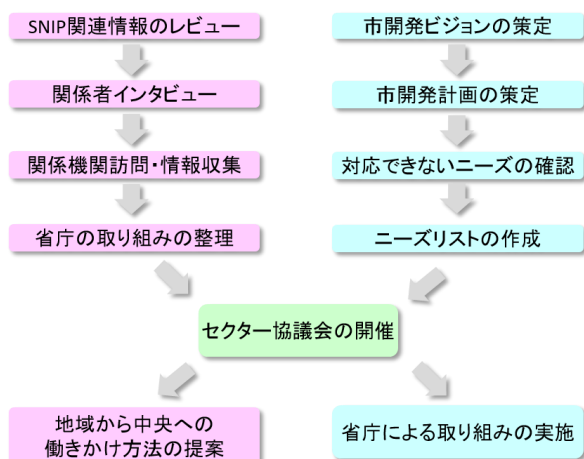 SNIP関連情報のレビュー
関係者インタビュー
関係機関訪問・情報収集
省庁の取り組みの整理
市開発ビジョンの策定
市開発計画の策定
対応できないニーズの確認
ニーズリストの作成
セクター協議会の開催
地域から中央への
働きかけ方法の提案
省庁による取り組みの実施